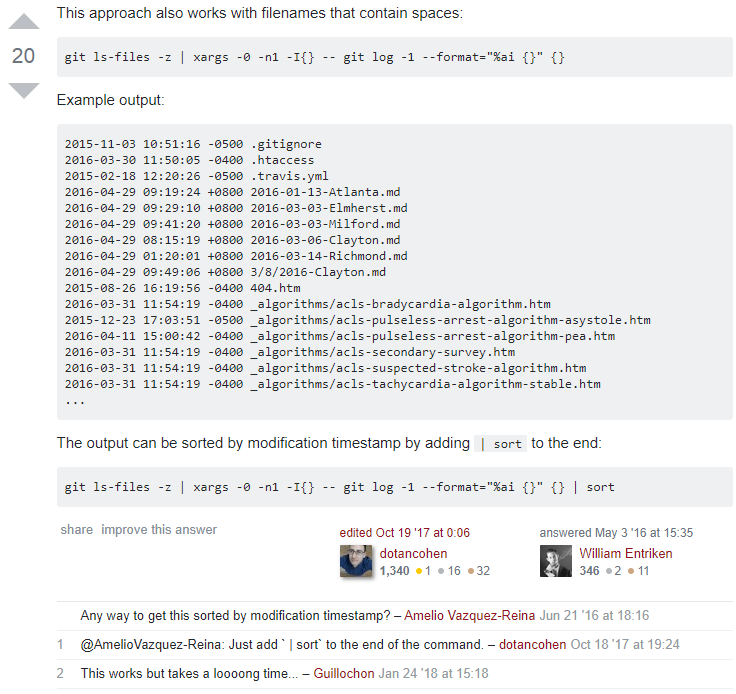 This approach also works with filenames that contain spaces:
20
git ls-files -z | xargs -0 -n1 -I{} -- git log -1 --format="%ai {}" {}
Example output:
2015-11-03 10:51:16 -0500 .gitignore
2016-03-30 11:50:05 -0400 .htaccess
2015-02-18 12:20:26 -0500 .travis.yml
2016-04-29 09:19:24 +0800 2016-01-13-Atlanta.md
2016-04-29 09:29:10 +0800 2016-03-03-Elmherst.md
2016-04-29 09:41:20 +0800 2016-03-03-Milford.md
2016-04-29 08:15:19 +0800 2016-03-06-Clayton.md
2016-04-29 01:20:01 +0800 2016-03-14-Richmond.md
2016-04-29 09:49:06 +0800 3/8/2016-Clayton.md
2015-08-26 16:19:56 -0400 404.htm
2016-03-31 11:54:19 -0400 _algorithms/acls-bradycardia-algorithm.htm
2015-12-23 17:03:51 -0500 _algorithms/acls-pulseless-arrest-algorithm-asystole.htm
2016-04-11 15:00:42 -0400 _algorithms/acls-pulseless-arrest-algorithm-pea.htm
2016-03-31 11:54:19 -0400 _algorithms/acls-secondary-survey.htm
2016-03-31 11:54:19 -0400 _algorithms/acls-suspected-stroke-algorithm.htm
2016-03-31 11:54:19 -0400 _algorithms/acls-tachycardia-algorithm-stable.htm
...
The output can be sorted by modification timestamp by adding | sort to the end:
git ls-files -z | xargs -0 -n1 -I{} -- git log -1 --format="%ai {}" {} | sort
share improve this answer
edited Oct 19 '17 at 0:06
dotancohen
1,340 1 16 32
answered May 3 '16 at 15:35
William Entriken
346 2 11
Any way to get this sorted by modification timestamp? – Amelio Vazquez-Reina Jun 21 '16 at 18:16
1 @AmelioVazquez-Reina: Just add ` | sort` to the end of the command. – dotancohen Oct 18 '17 at 19:24
2 This works but takes a loooong time... – Guillochon Jan 24 '18 at 15:18